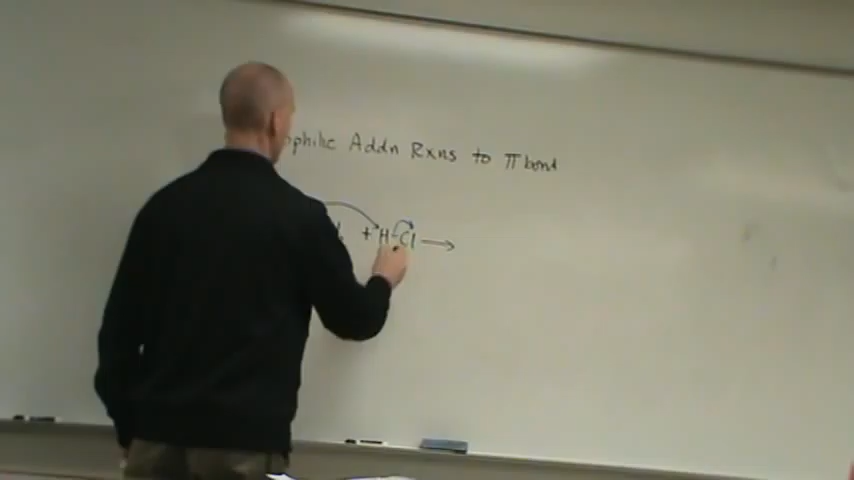 ophilic Addn Rxns to π bond
+ H-Cl →